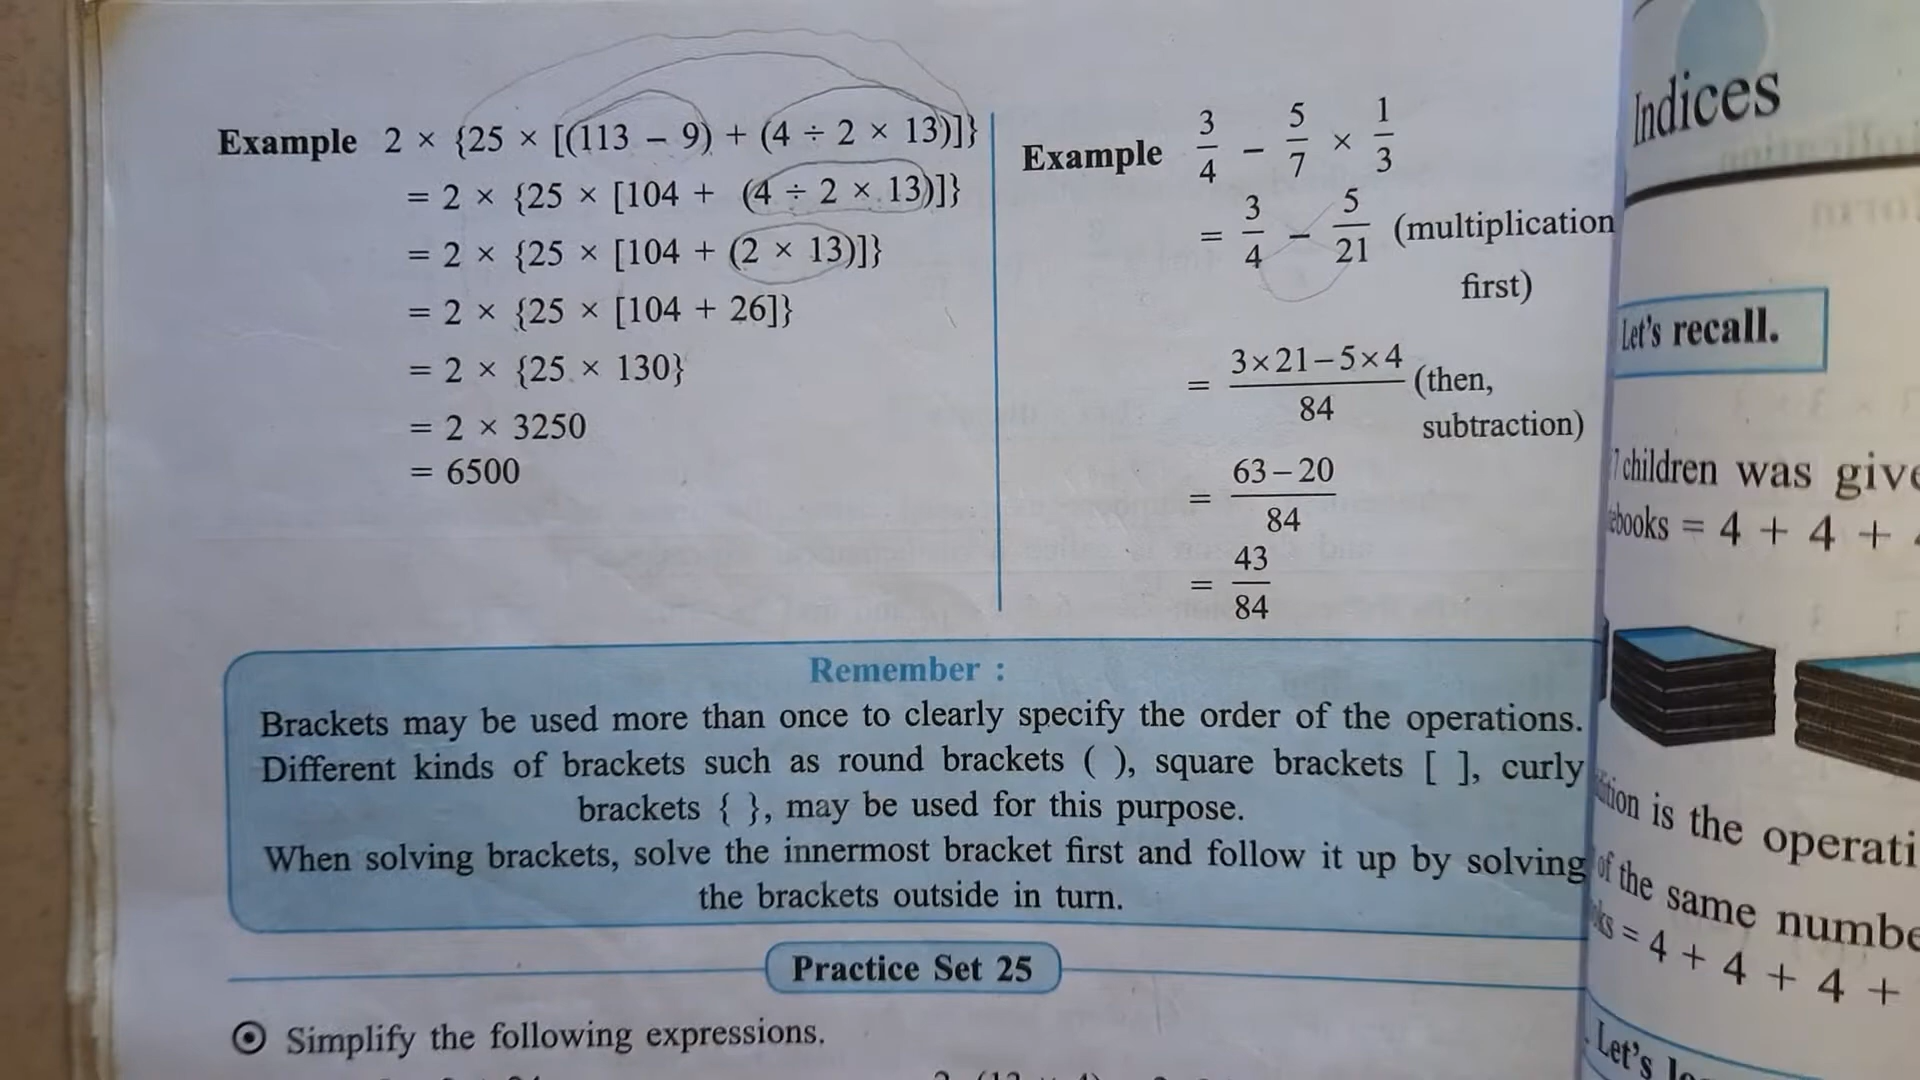 Example 2 × {25 × [(113 – 9) + (4 ÷ 2 × 13)]}
= 2 × {25 × [104 + (4 ÷ 2 × 13)]}
= 2 × {25 × [104 + (2 × 13)]}
= 2 × {25 × [104 + 26]}
= 2 × {25 × 130}
= 2 × 3250
= 6500
Example 3/4 – 5/7 × 1/3
= 3/4 – 5/21 (multiplication
first)
= 3×21–5×4/84 (then,
subtraction)
= 63–20/84
= 43/84
Remember :
Brackets may be used more than once to clearly specify the order of the operations.
Different kinds of brackets such as round brackets ( ), square brackets [ ], curly
brackets { }, may be used for this purpose.
When solving brackets, solve the innermost bracket first and follow it up by solving
the brackets outside in turn.
Practice Set 25
Simplify the following expressions.
Indices
Let's recall.
7 children was give
= 4 + 4 +
is the operati
of the same numbe
= 4 + 4 + 4 +
Let's